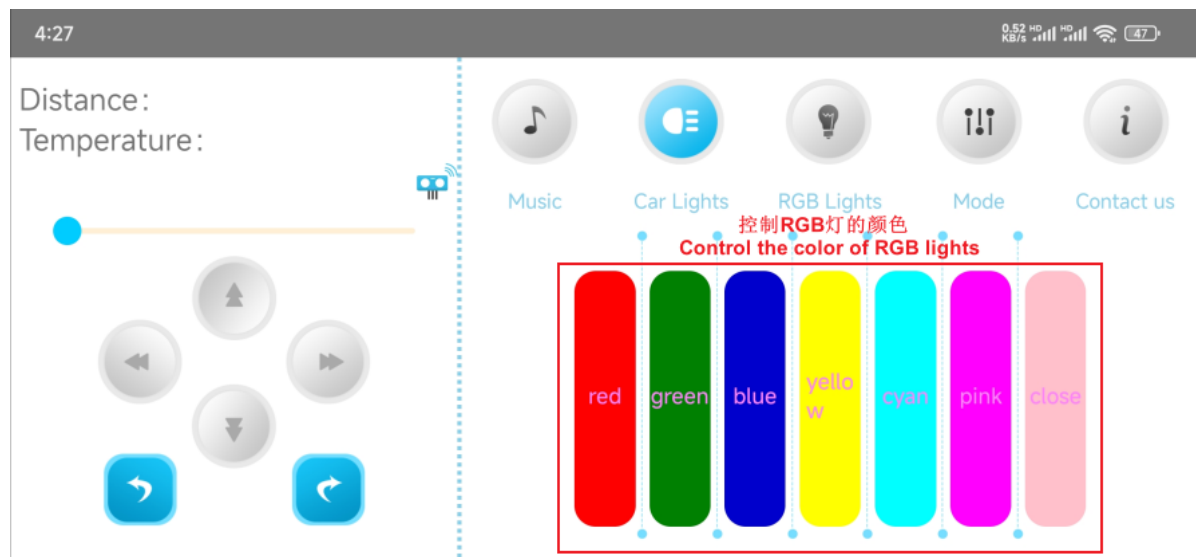 4:27
0.52 KB/s HD HD 47
Distance:
Temperature:
Music
Car Lights
RGB Lights
Mode
Contact us
控制RGB灯的颜色
Control the color of RGB lights
red
green
blue
yello
w
cyan
pink
close